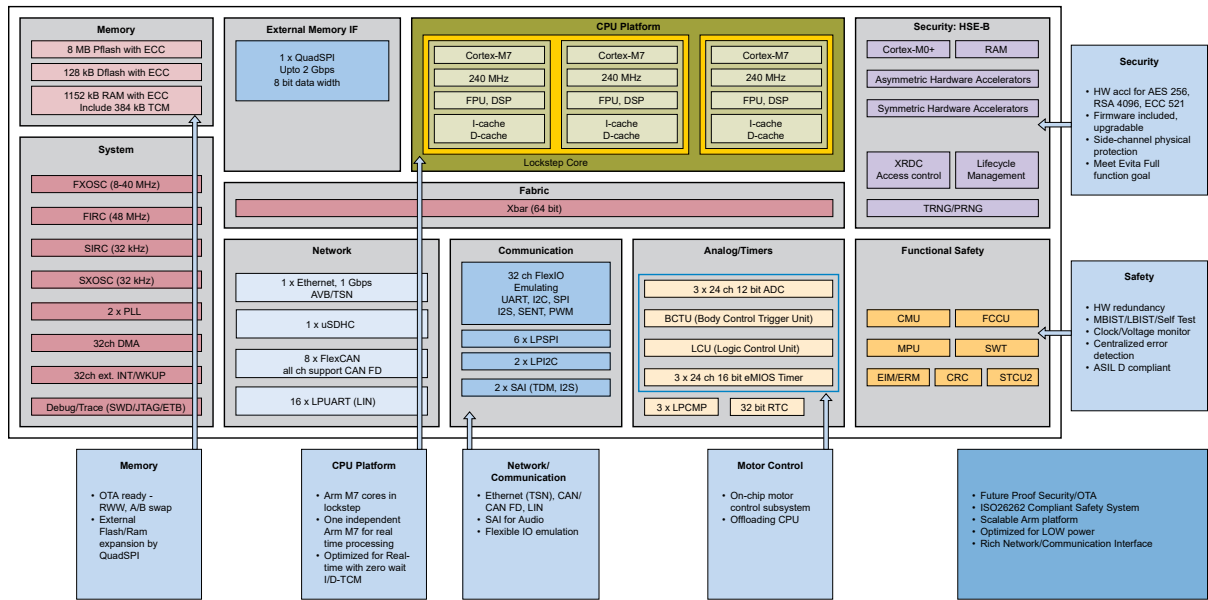 Memory
8 MB Pflash with ECC
128 kB Dflash with ECC
1152 kB RAM with ECC
Include 384 kB TCM
System
FXOSC (8-40 MHz)
FIRC (48 MHz)
SIRC (32 kHz)
SXOSC (32 kHz)
2 x PLL
32ch DMA
32ch ext. INT/WKUP
Debug/Trace (SWD/JTAG/ETB)
External Memory IF
1 x QuadSPI
Upto 2 Gbps
8 bit data width
CPU Platform
Cortex-M7
240 MHz
FPU, DSP
I-cache
D-cache
Cortex-M7
240 MHz
FPU, DSP
I-cache
D-cache
Cortex-M7
240 MHz
FPU, DSP
I-cache
D-cache
Lockstep Core
Fabric
Xbar (64 bit)
Network
1 x Ethernet, 1 Gbps
AVB/TSN
1 x uSDHC
8 x FlexCAN
all ch support CAN FD
16 x LPUART (LIN)
Communication
32 ch FlexIO
Emulating
UART, I2C, SPI
I2S, SENT, PWM
6 x LPSPI
2 x LPI2C
2 x SAI (TDM, I2S)
Analog/Timers
3 x 24 ch 12 bit ADC
BCTU (Body Control Trigger Unit)
LCU (Logic Control Unit)
3 x 24 ch 16 bit eMIOS Timer
3 x LPCMP
32 bit RTC
Security: HSE-B
Cortex-M0+
RAM
Asymmetric Hardware Accelerators
Symmetric Hardware Accelerators
XRDC
Access control
Lifecycle
Management
TRNG/PRNG
Functional Safety
CMU
FCCU
MPU
SWT
EIM/ERM
CRC
STCU2
Security
• HW accl for AES 256,
RSA 4096, ECC 521
• Firmware included,
upgradable
• Side-channel physical
protection
• Meet Evita Full
function goal
Safety
• HW redundancy
• MBIST/LBIST/Self Test
• Clock/Voltage monitor
• Centralized error
detection
• ASIL D compliant
Memory
• OTA ready -
RWW, A/B swap
• External
Flash/Ram
expansion by
QuadSPI
CPU Platform
• Arm M7 cores in
lockstep
• One independent
Arm M7 for real
time processing
• Optimized for Real-
time with zero wait
I/D-TCM
Network/
Communication
• Ethernet (TSN), CAN/
CAN FD, LIN
• SAI for Audio
• Flexible IO emulation
Motor Control
• On-chip motor
control subsystem
• Offloading CPU
• Future Proof Security/OTA
• ISO26262 Compliant Safety System
• Scalable Arm platform
• Optimized for LOW power
• Rich Network/Communication Interface